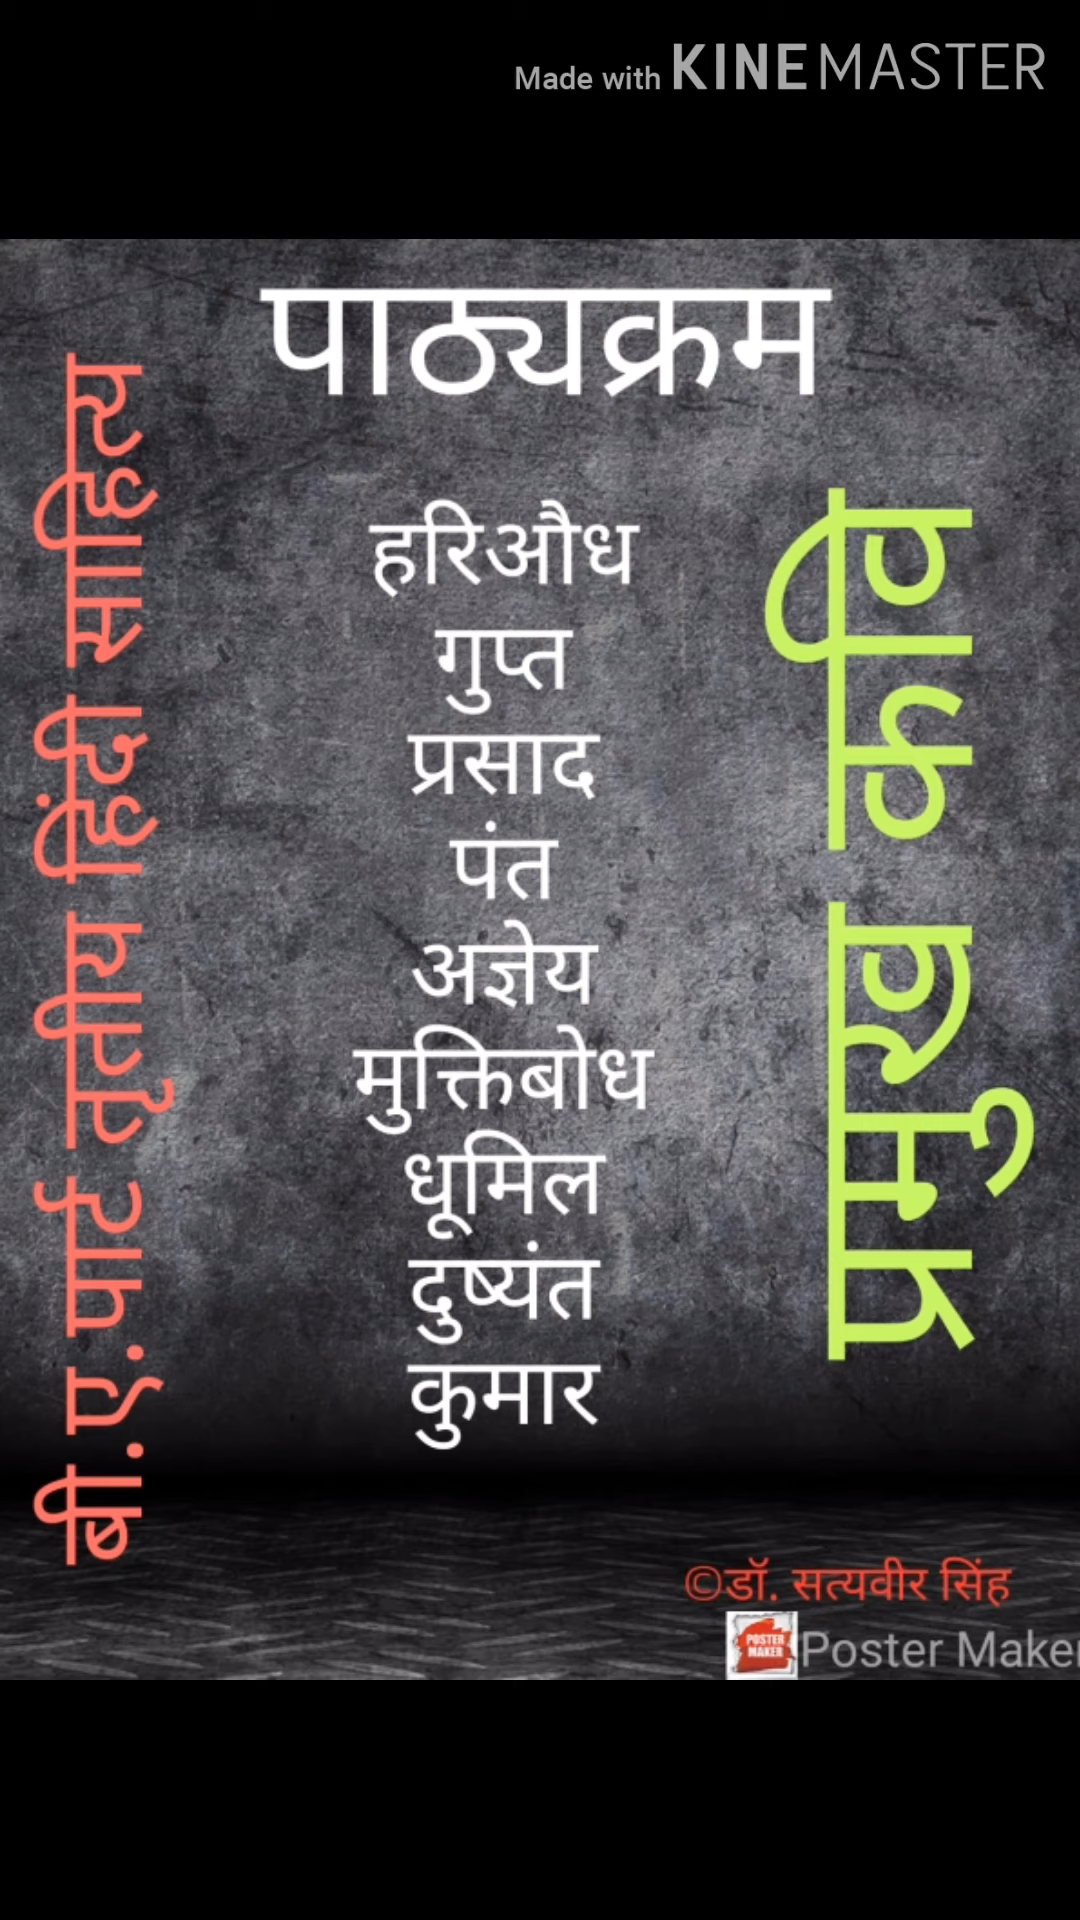 Made with KINEMASTER
पाठ्यक्रम
बी.ए.पार्ट तृतीय हिंदी साहित्य
हरिऔध
गुप्त
प्रसाद
पंत
अज्ञेय
मुक्तिबोध
धूमिल
दुष्यंत
कुमार
प्रमुख कवि
©डॉ. सत्यवीर सिंह
POSTER
MAKER
Poster Maker